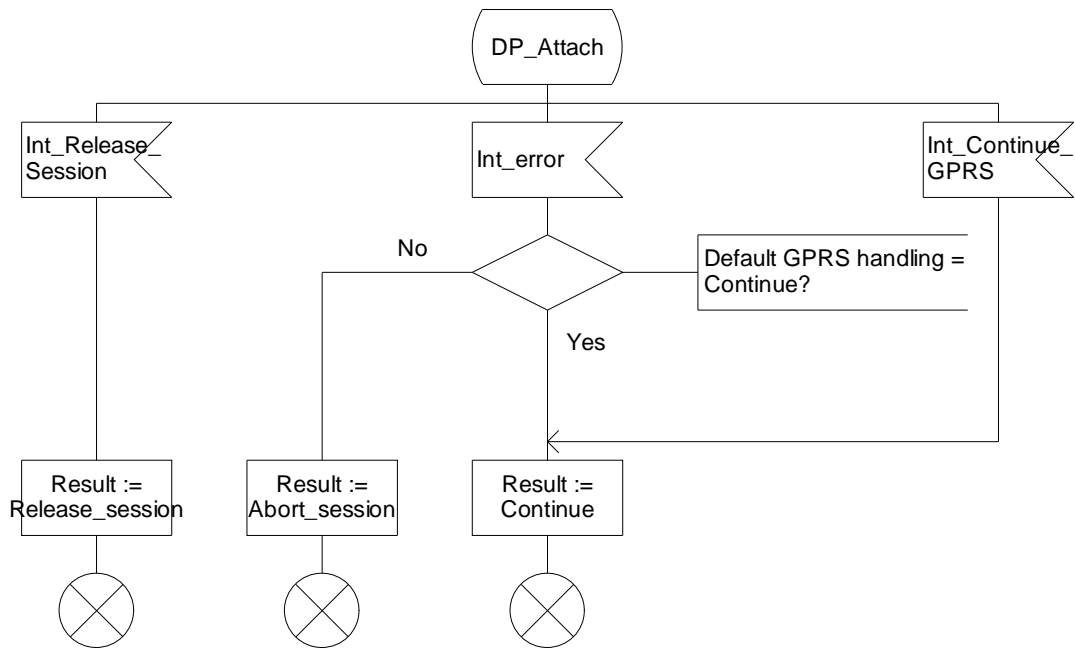 DP_Attach
Int_Release_
Session
Int_error
Int_Continue_
GPRS
No
Default GPRS handling =
Continue?
Yes
Result :=
Release_session
Result :=
Abort_session
Result :=
Continue